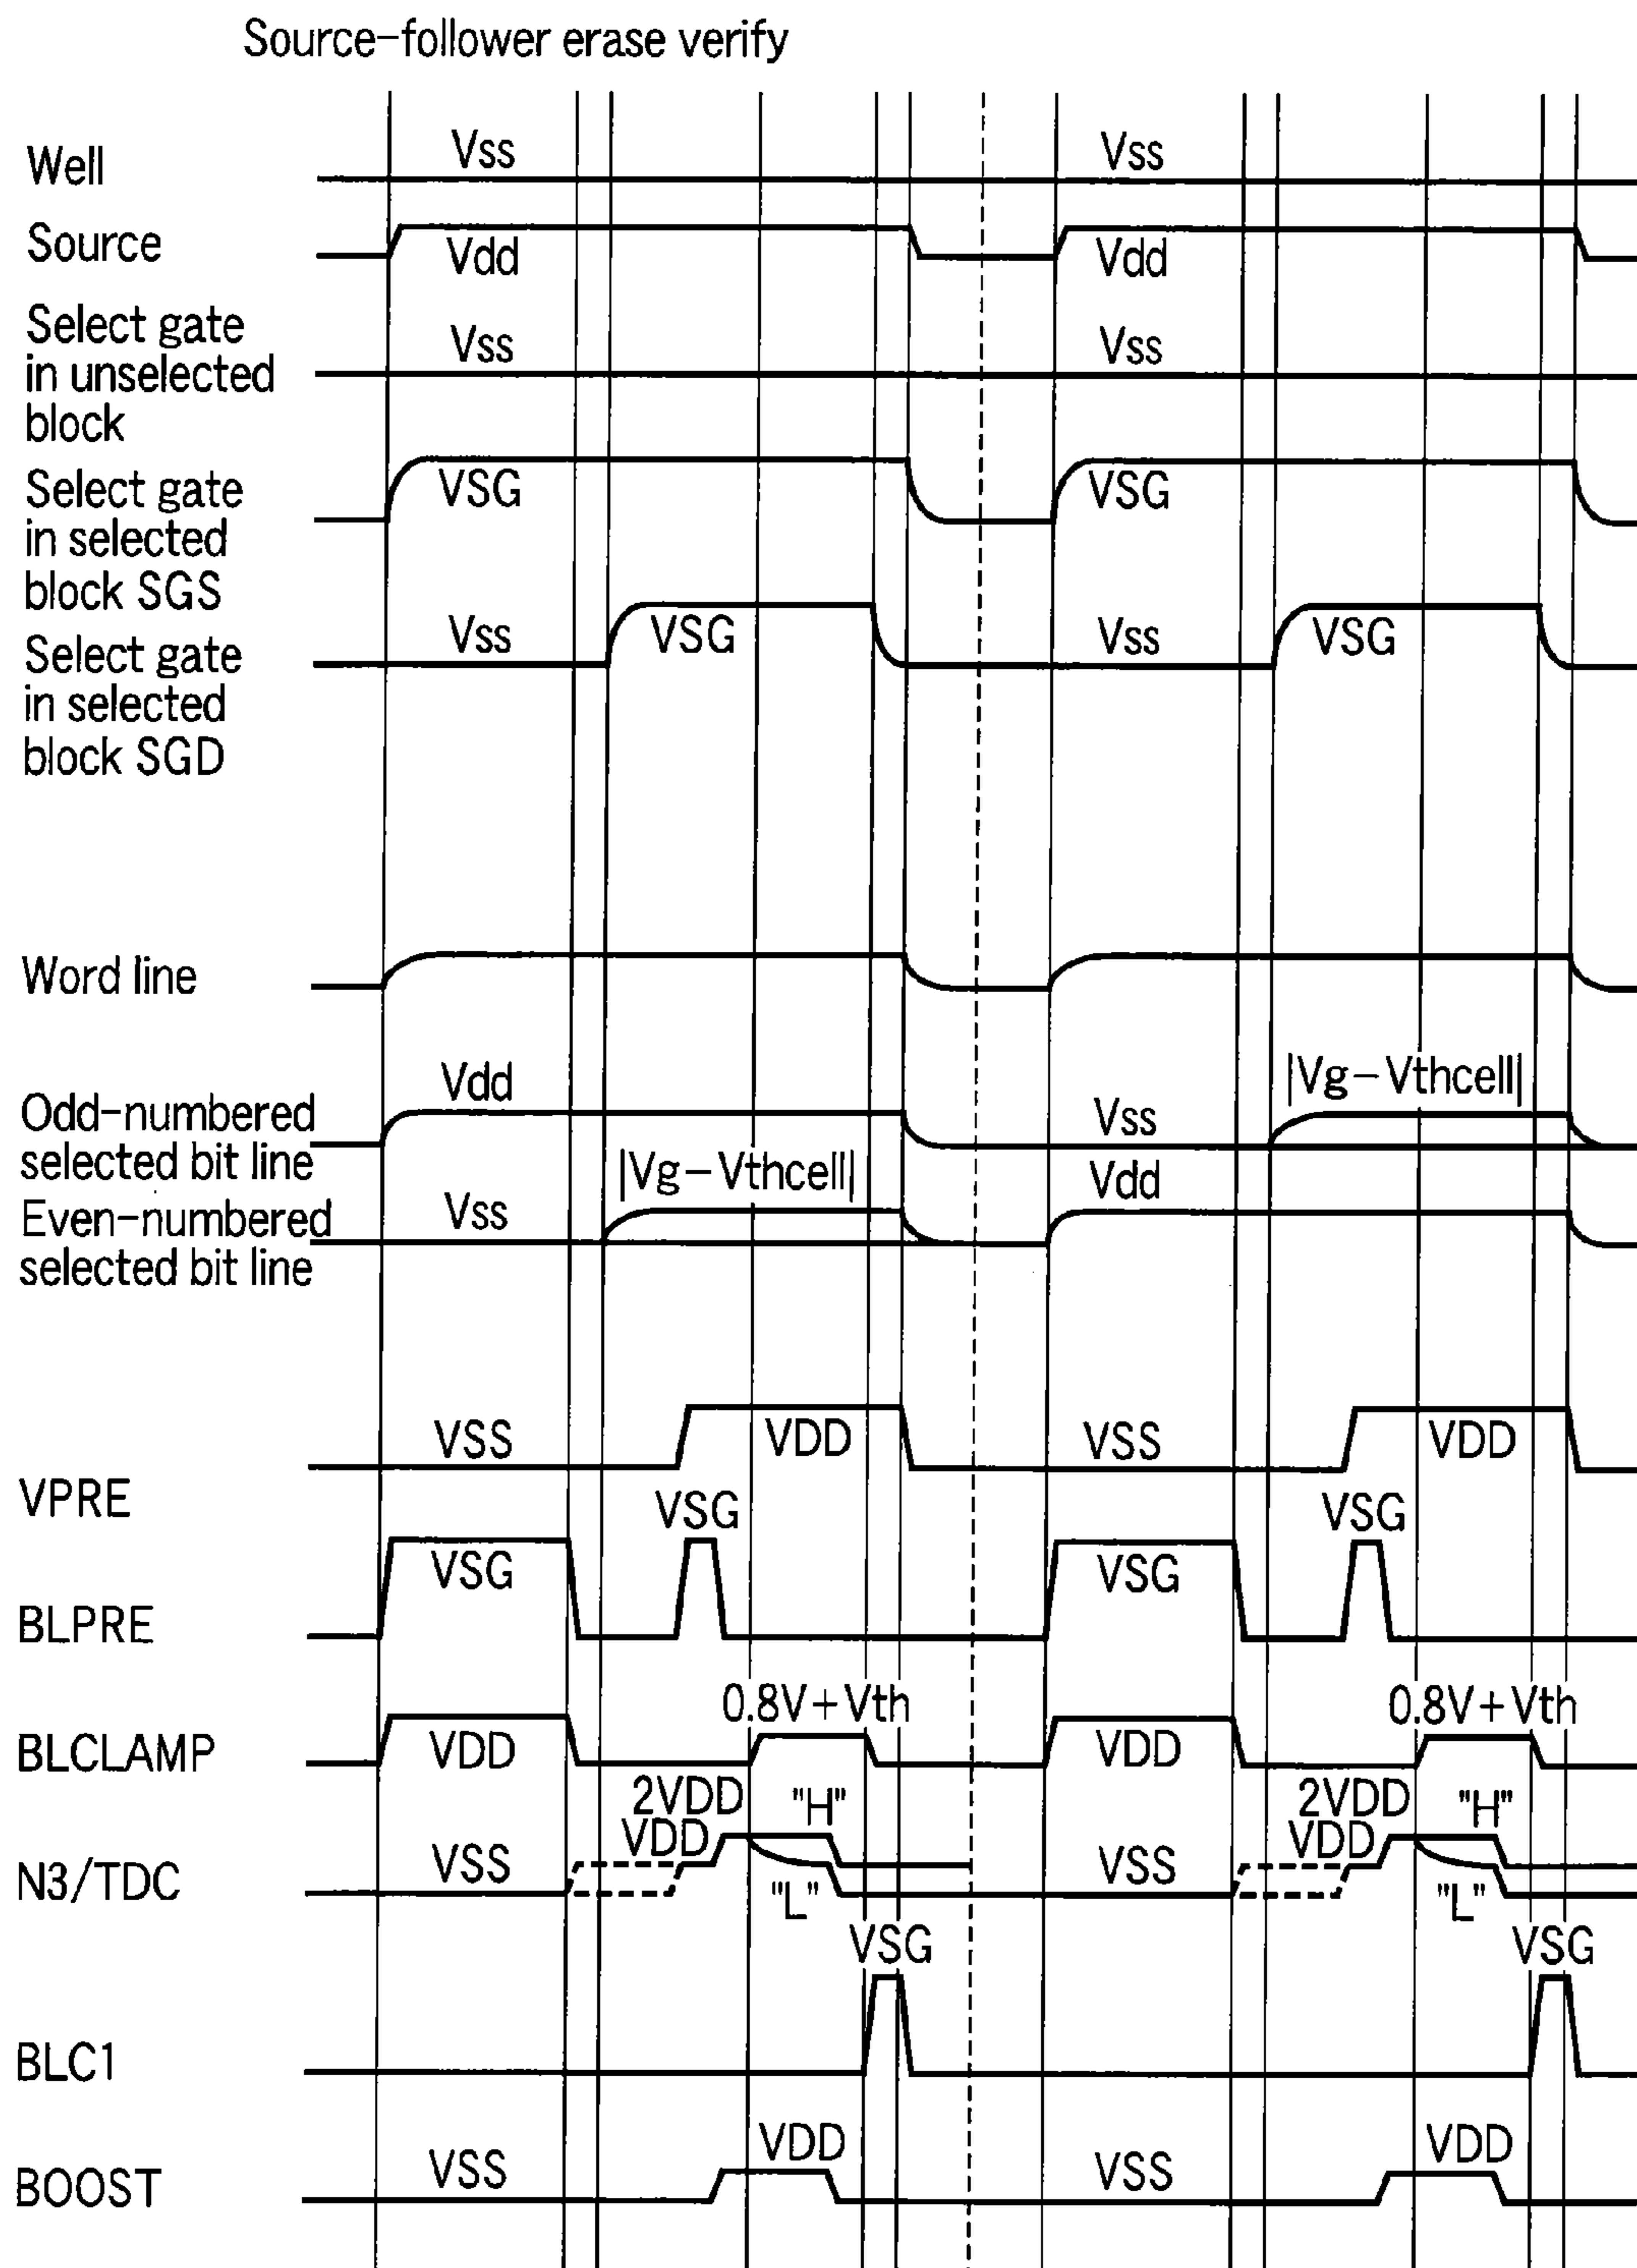 Source-follower erase verify
Well
Vss
Vss
Source
Vdd
Vdd
Select gate
in unselected
block
Vss
Vss
Select gate
in selected
block SGS
VSG
VSG
Select gate
in selected
block SGD
Vss
VSG
Vss
VSG
Word line
Odd-numbered
selected bit line
Vdd
Vss
|Vg-Vthcell|
Even-numbered
selected bit line
Vss
|Vg-Vthcell|
Vdd
VPRE
VSS
VDD
VSS
VDD
BLPRE
VSG
VSG
VSG
VSG
BLCLAMP
VDD
0.8V+Vth
VDD
0.8V+Vth
N3/TDC
VSS
VDD
2VDD
"H"
"L"
VSS
VDD
2VDD
"H"
"L"
BLC1
VSG
VSG
BOOST
VSS
VDD
VSS
VDD